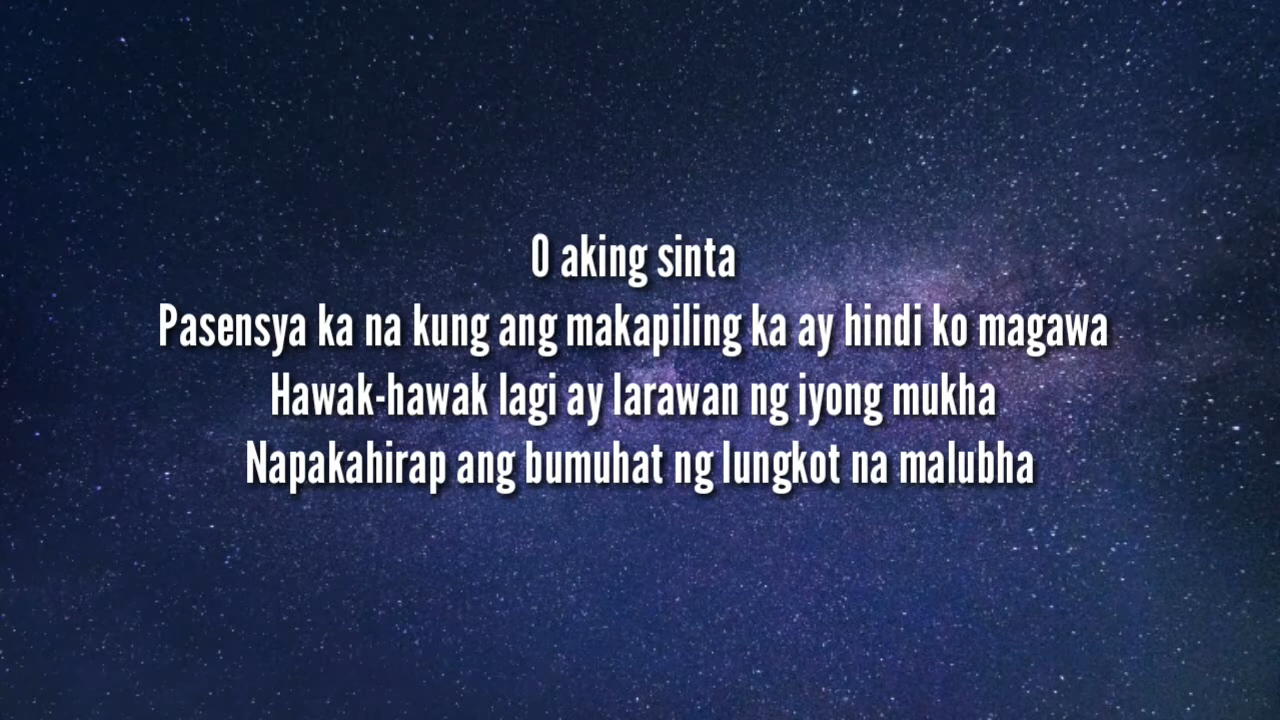 O aking sinta
Pasensya ka na kung ang makapiling ka ay hindi ko magawa
Hawak-hawak lagi ay larawan ng iyong mukha
Napakahirap ang bumuhat ng lungkot na malubha